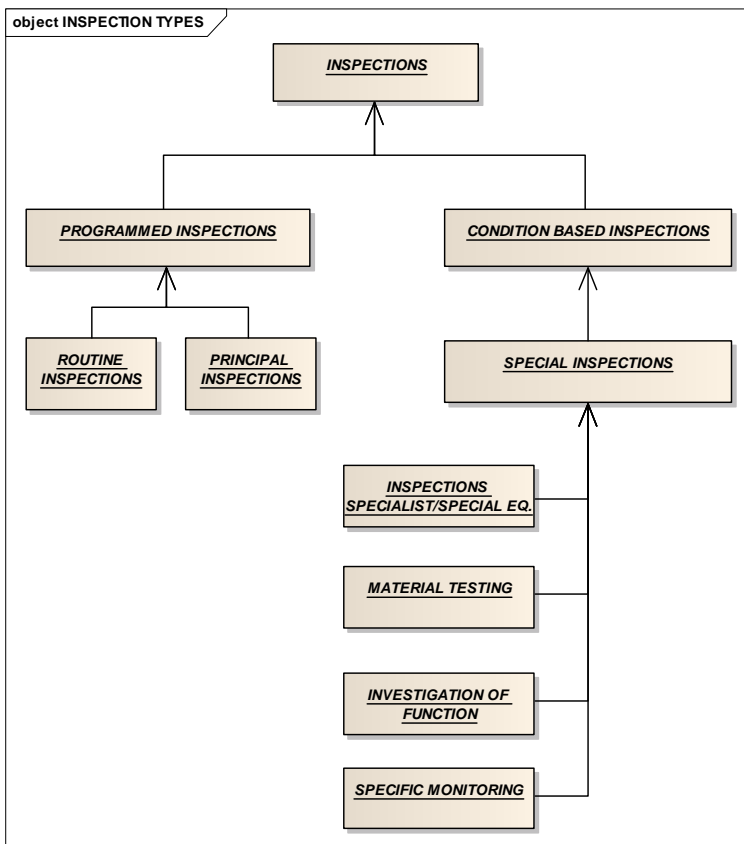 object INSPECTION TYPES
INSPECTIONS
PROGRAMMED INSPECTIONS
CONDITION BASED INSPECTIONS
ROUTINE
INSPECTIONS
PRINCIPAL
INSPECTIONS
SPECIAL INSPECTIONS
INSPECTIONS
SPECIALIST/SPECIAL EQ.
MATERIAL TESTING
INVESTIGATION OF
FUNCTION
SPECIFIC MONITORING